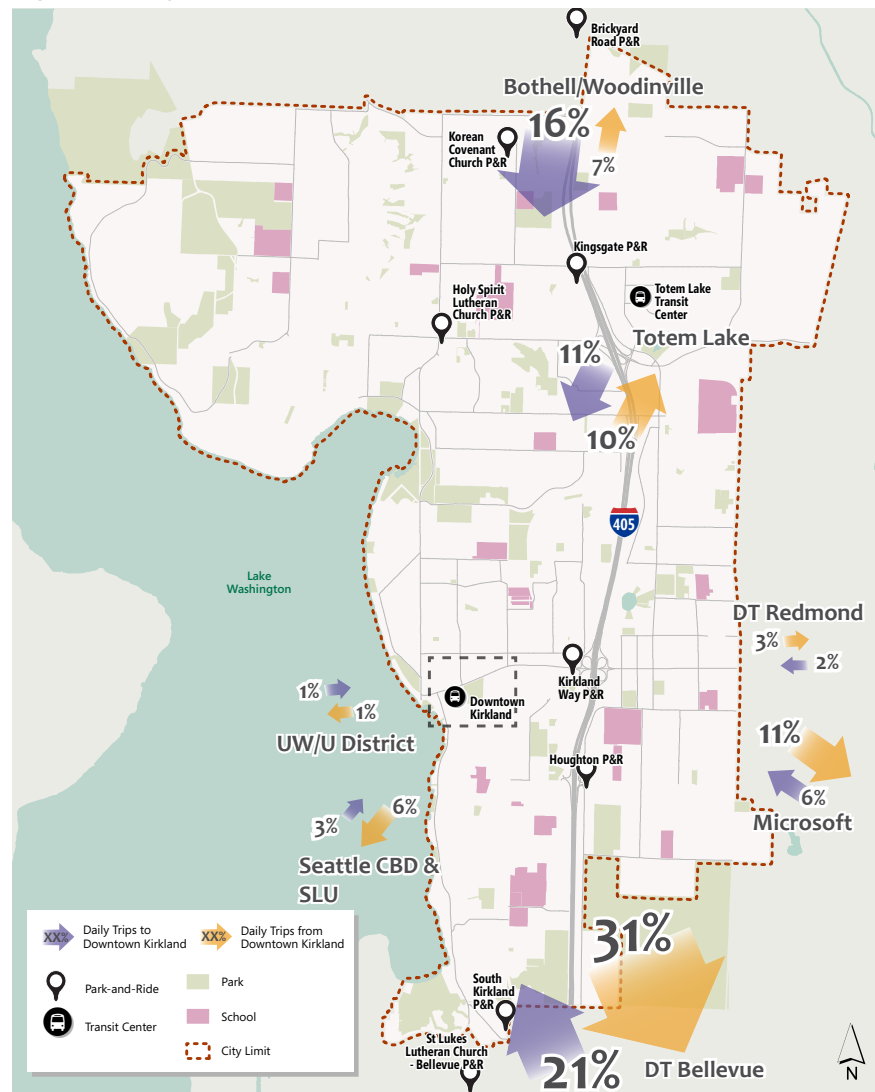 Brickyard
Road P&R
Bothell/Woodinville
16%
7%
Korean
Covenant
Church P&R
Kingsgate P&R
Holy Spirit
Lutheran
Church P&R
Totem Lake
Transit
Center
Totem Lake
11%
10%
405
Lake
Washington
DT Redmond
3%
2%
Kirkland
Way P&R
Downtown
Kirkland
1%
1%
UW/U District
Houghton P&R
11%
6%
Microsoft
3%
6%
Seattle CBD &
SLU
31%
South
Kirkland
P&R
St Lukes
Lutheran Church
- Bellevue P&R
21%
DT Bellevue
XX%
Daily Trips to
Downtown Kirkland
XX%
Daily Trips from
Downtown Kirkland
Park-and-Ride
Park
Transit Center
School
City Limit
N